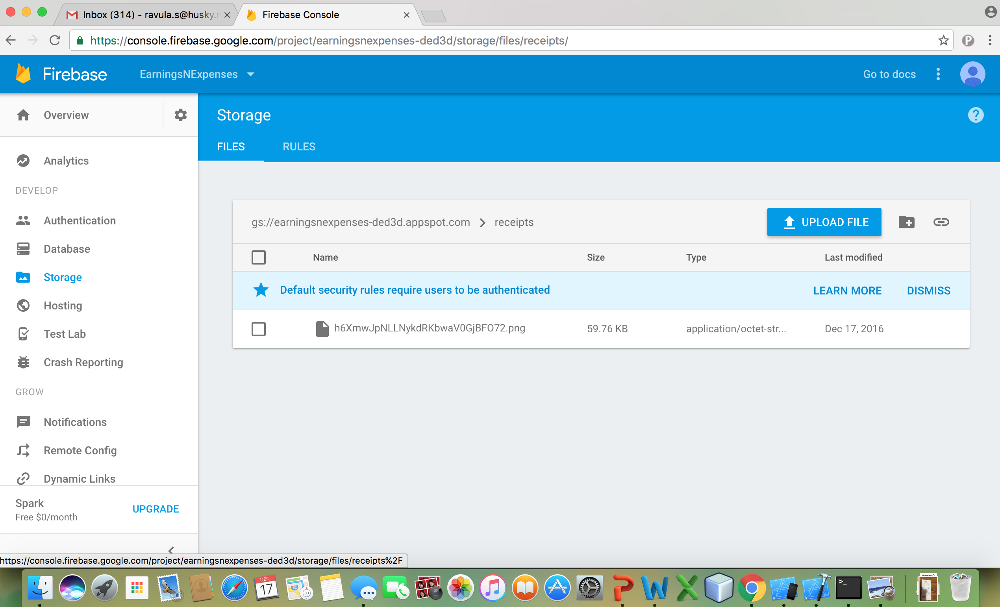 Inbox (314) - ravula.s@husky.
Firebase Console
https://console.firebase.google.com/project/earningsnexpenses-ded3d/storage/files/receipts/
P
Firebase
EarningsNExpenses
Go to docs
Overview
Storage
?
FILES
RULES
Analytics
DEVELOP
Authentication
Database
Storage
Hosting
Test Lab
Crash Reporting
GROW
Notifications
Remote Config
Dynamic Links
Spark
Free $0/month
UPGRADE
gs://earningsnexpenses-ded3d.appspot.com > receipts
UPLOAD FILE
Name Size Type Last modified
Default security rules require users to be authenticated
LEARN MORE DISMISS
h6XmwJpNLLNykdRKbwaV0GjBFO72.png 59.76 KB application/octet-str... Dec 17, 2016
https://console.firebase.google.com/project/earningsnexpenses-ded3d/storage/files/receipts%2F
DEC
17
280
3D
>_
Walmart